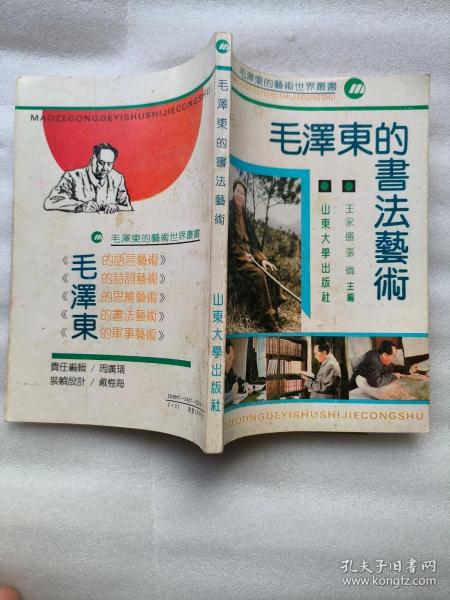 毛澤東的藝術世界叢書
MAOZEDONGDEYISHUSHIJIECONGSHU
毛澤東的書法藝術
王永盛 張偉 主編
山東大學出版社
MAOZEDONGDEYISHUSHIJIECONGSHU
毛澤東的書法藝術
山東大學出版社
MAOZEDONGDEYISHUSHIJIECONGSHU
毛澤東的藝術世界叢書
毛澤東
《的語言藝術》
《的詩詞藝術》
《的思維藝術》
《的書法藝術》
《的軍事藝術》
責任編輯/周廣璜
裝幀設計/戴梅海
孔夫子旧书网
www.kongfz.com